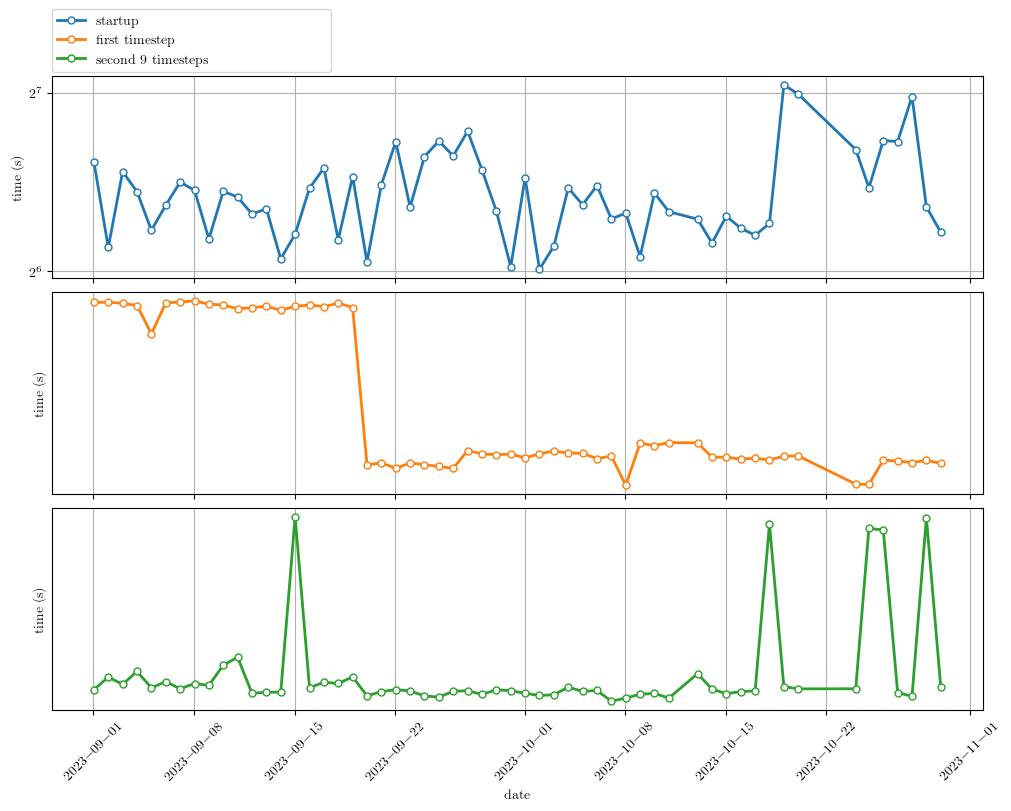 startup
first timestep
second 9 timesteps
2^7
time (s)
2^6
time (s)
time (s)
2023−09−01
2023−09−08
2023−09−15
2023−09−22
2023−10−01
2023−10−08
2023−10−15
2023−10−22
2023−11−01
date